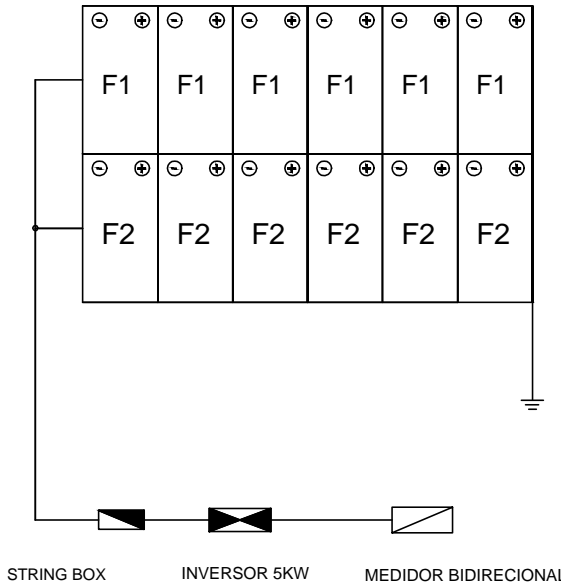 - + - + - + - + - + - +
F1 F1 F1 F1 F1 F1
- + - + - + - + - + - +
F2 F2 F2 F2 F2 F2
STRING BOX INVERSOR 5KW MEDIDOR BIDIRECIONAL